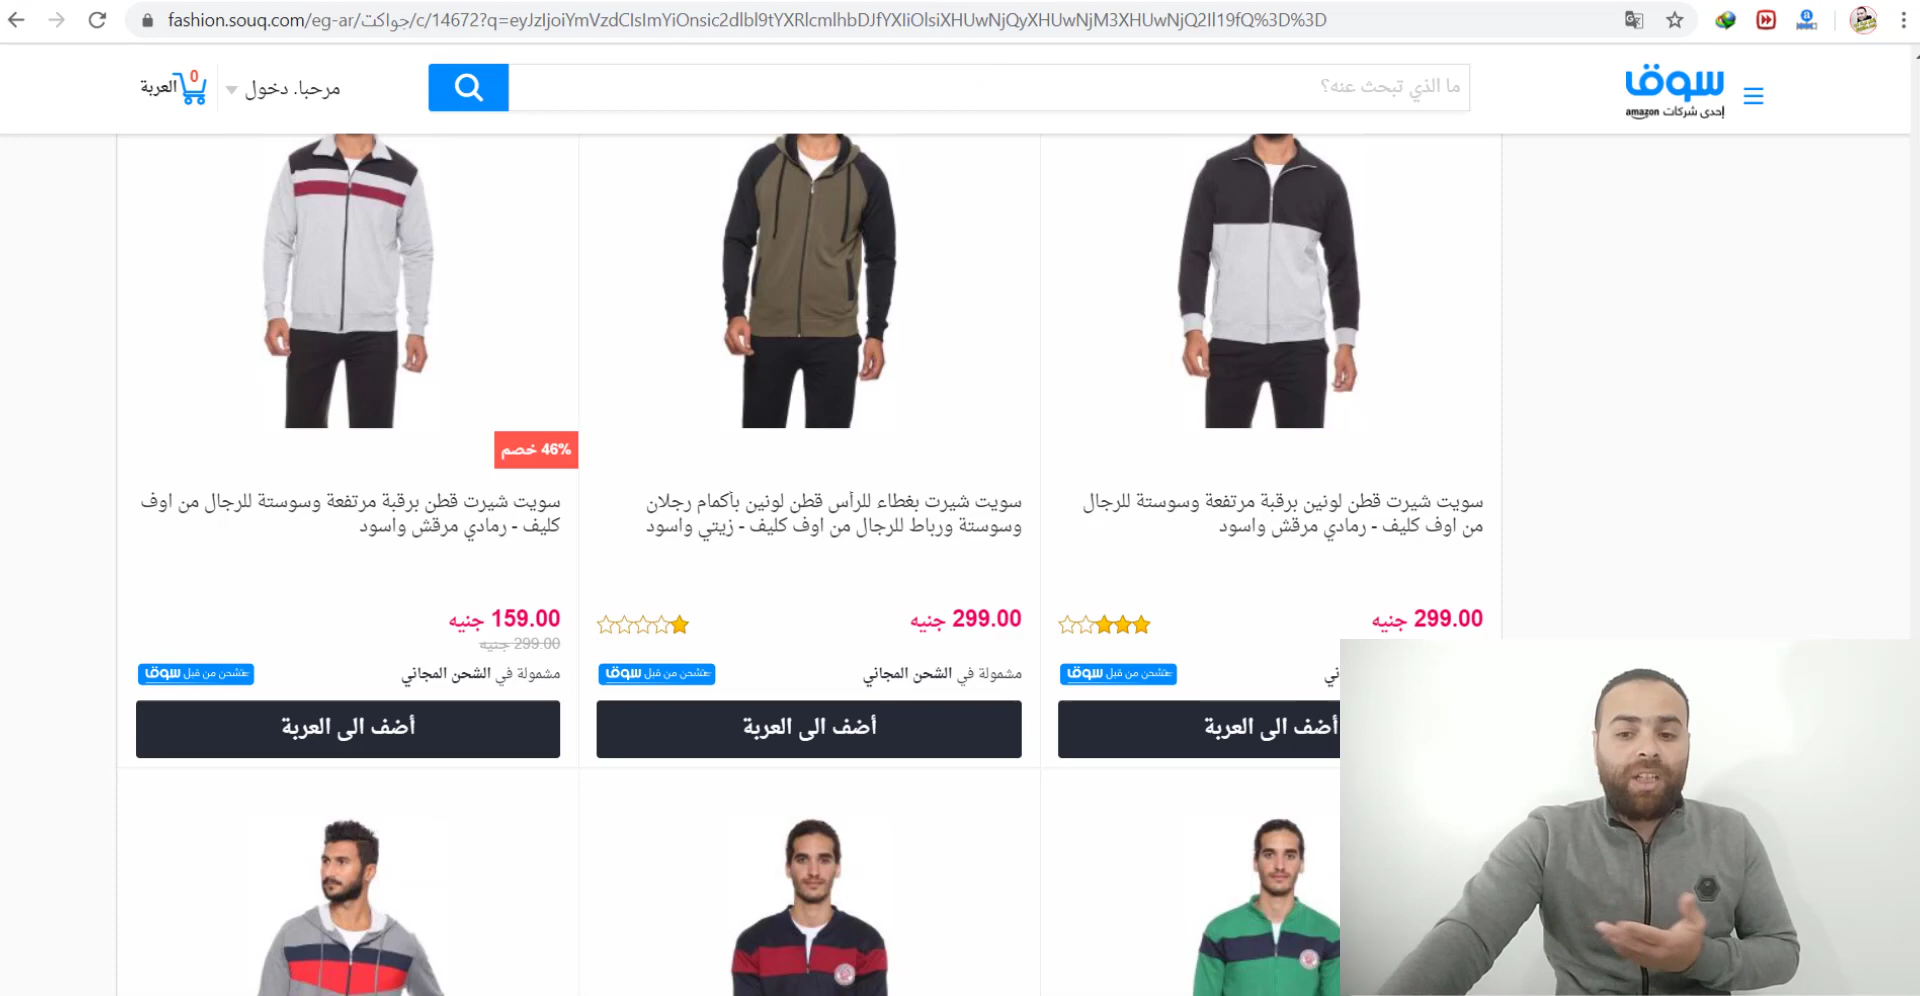 fashion.souq.com/eg-ar/جواكت/c/14672?q=eyJzIjoiYmVzdCIsImYiOnsic2dlbl9tYXRlcmlhbDJfYXIiOlsiXHUwNjQyXHUwNjM3XHUwNjQ2Il19fQ%3D%3D
سوق
إحدى شركات amazon
ما الذي تبحث عنه؟
مرحبا. دخول
العربة
0
46% خصم
سويت شيرت قطن لونين برقبة مرتفعة وسوستة للرجال
من اوف كليف - رمادي مرقش واسود
299.00 جنيه
تشحن من قبل سوق
أضف الى العربة
سويت شيرت بغطاء للرأس قطن لونين بأكمام رجلان
وسوستة ورباط للرجال من اوف كليف - زيتي واسود
299.00 جنيه
مشمولة في الشحن المجاني
تشحن من قبل سوق
أضف الى العربة
سويت شيرت قطن برقبة مرتفعة وسوستة للرجال من اوف
كليف - رمادي مرقش واسود
159.00 جنيه
299.00 جنيه
مشمولة في الشحن المجاني
تشحن من قبل سوق
أضف الى العربة